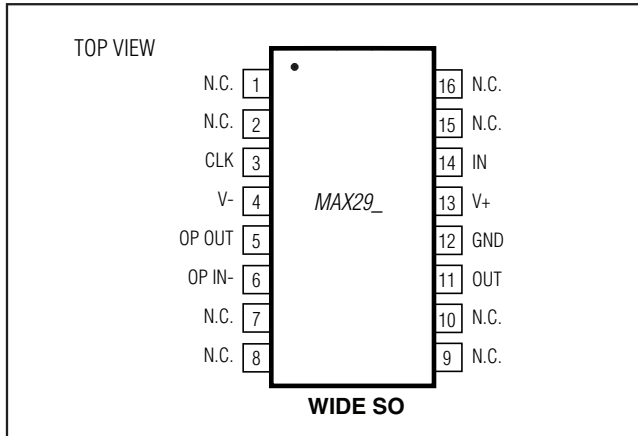 TOP VIEW
N.C. 1 16 N.C.
N.C. 2 15 N.C.
CLK 3 14 IN
V- 4 MAX29_ 13 V+
OP OUT 5 12 GND
OP IN- 6 11 OUT
N.C. 7 10 N.C.
N.C. 8 9 N.C.
WIDE SO